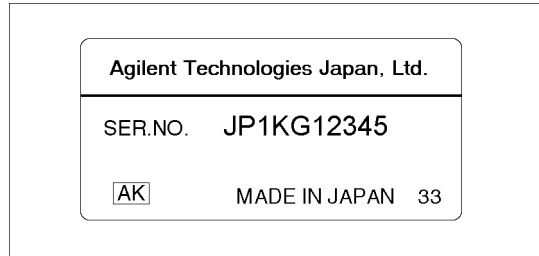 Agilent Technologies Japan, Ltd.
SER.NO. JP1KG12345
AK MADE IN JAPAN 33